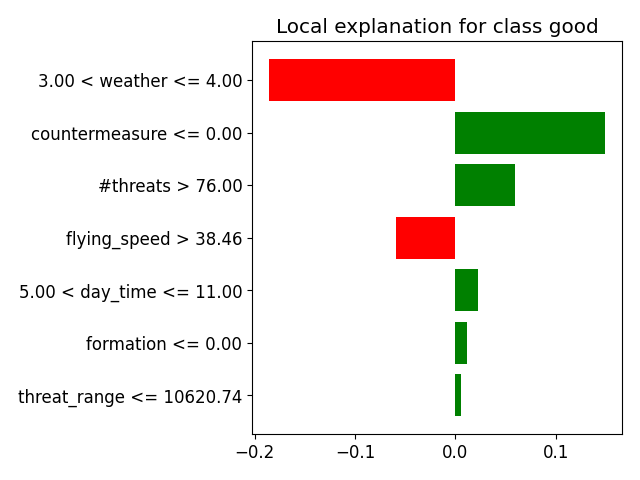 Local explanation for class good
3.00 < weather <= 4.00
countermeasure <= 0.00
#threats > 76.00
flying_speed > 38.46
5.00 < day_time <= 11.00
formation <= 0.00
threat_range <= 10620.74
−0.2 −0.1 0.0 0.1